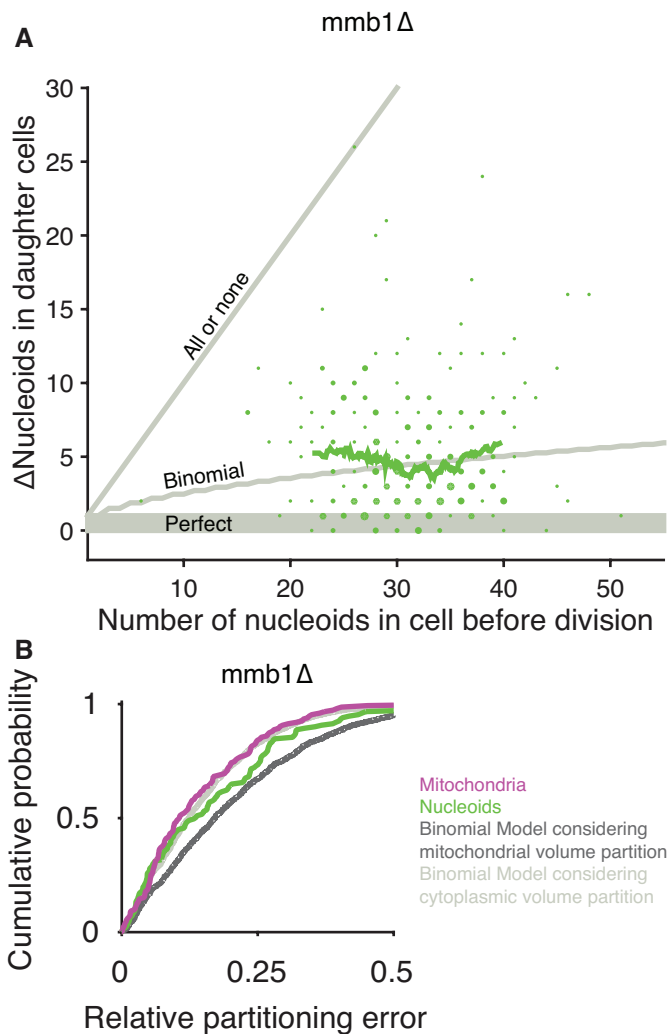 A
mmb1Δ
30
25
20
15
10
5
0
ΔNucleoids in daughter cells
All or none
Binomial
Perfect
10 20 30 40 50
Number of nucleoids in cell before division
B
mmb1Δ
1
0.5
0
Cumulative probability
0 0.25 0.5
Relative partitioning error
Mitochondria
Nucleoids
Binomial Model considering
mitochondrial volume partition
Binomial Model considering
cytoplasmic volume partition